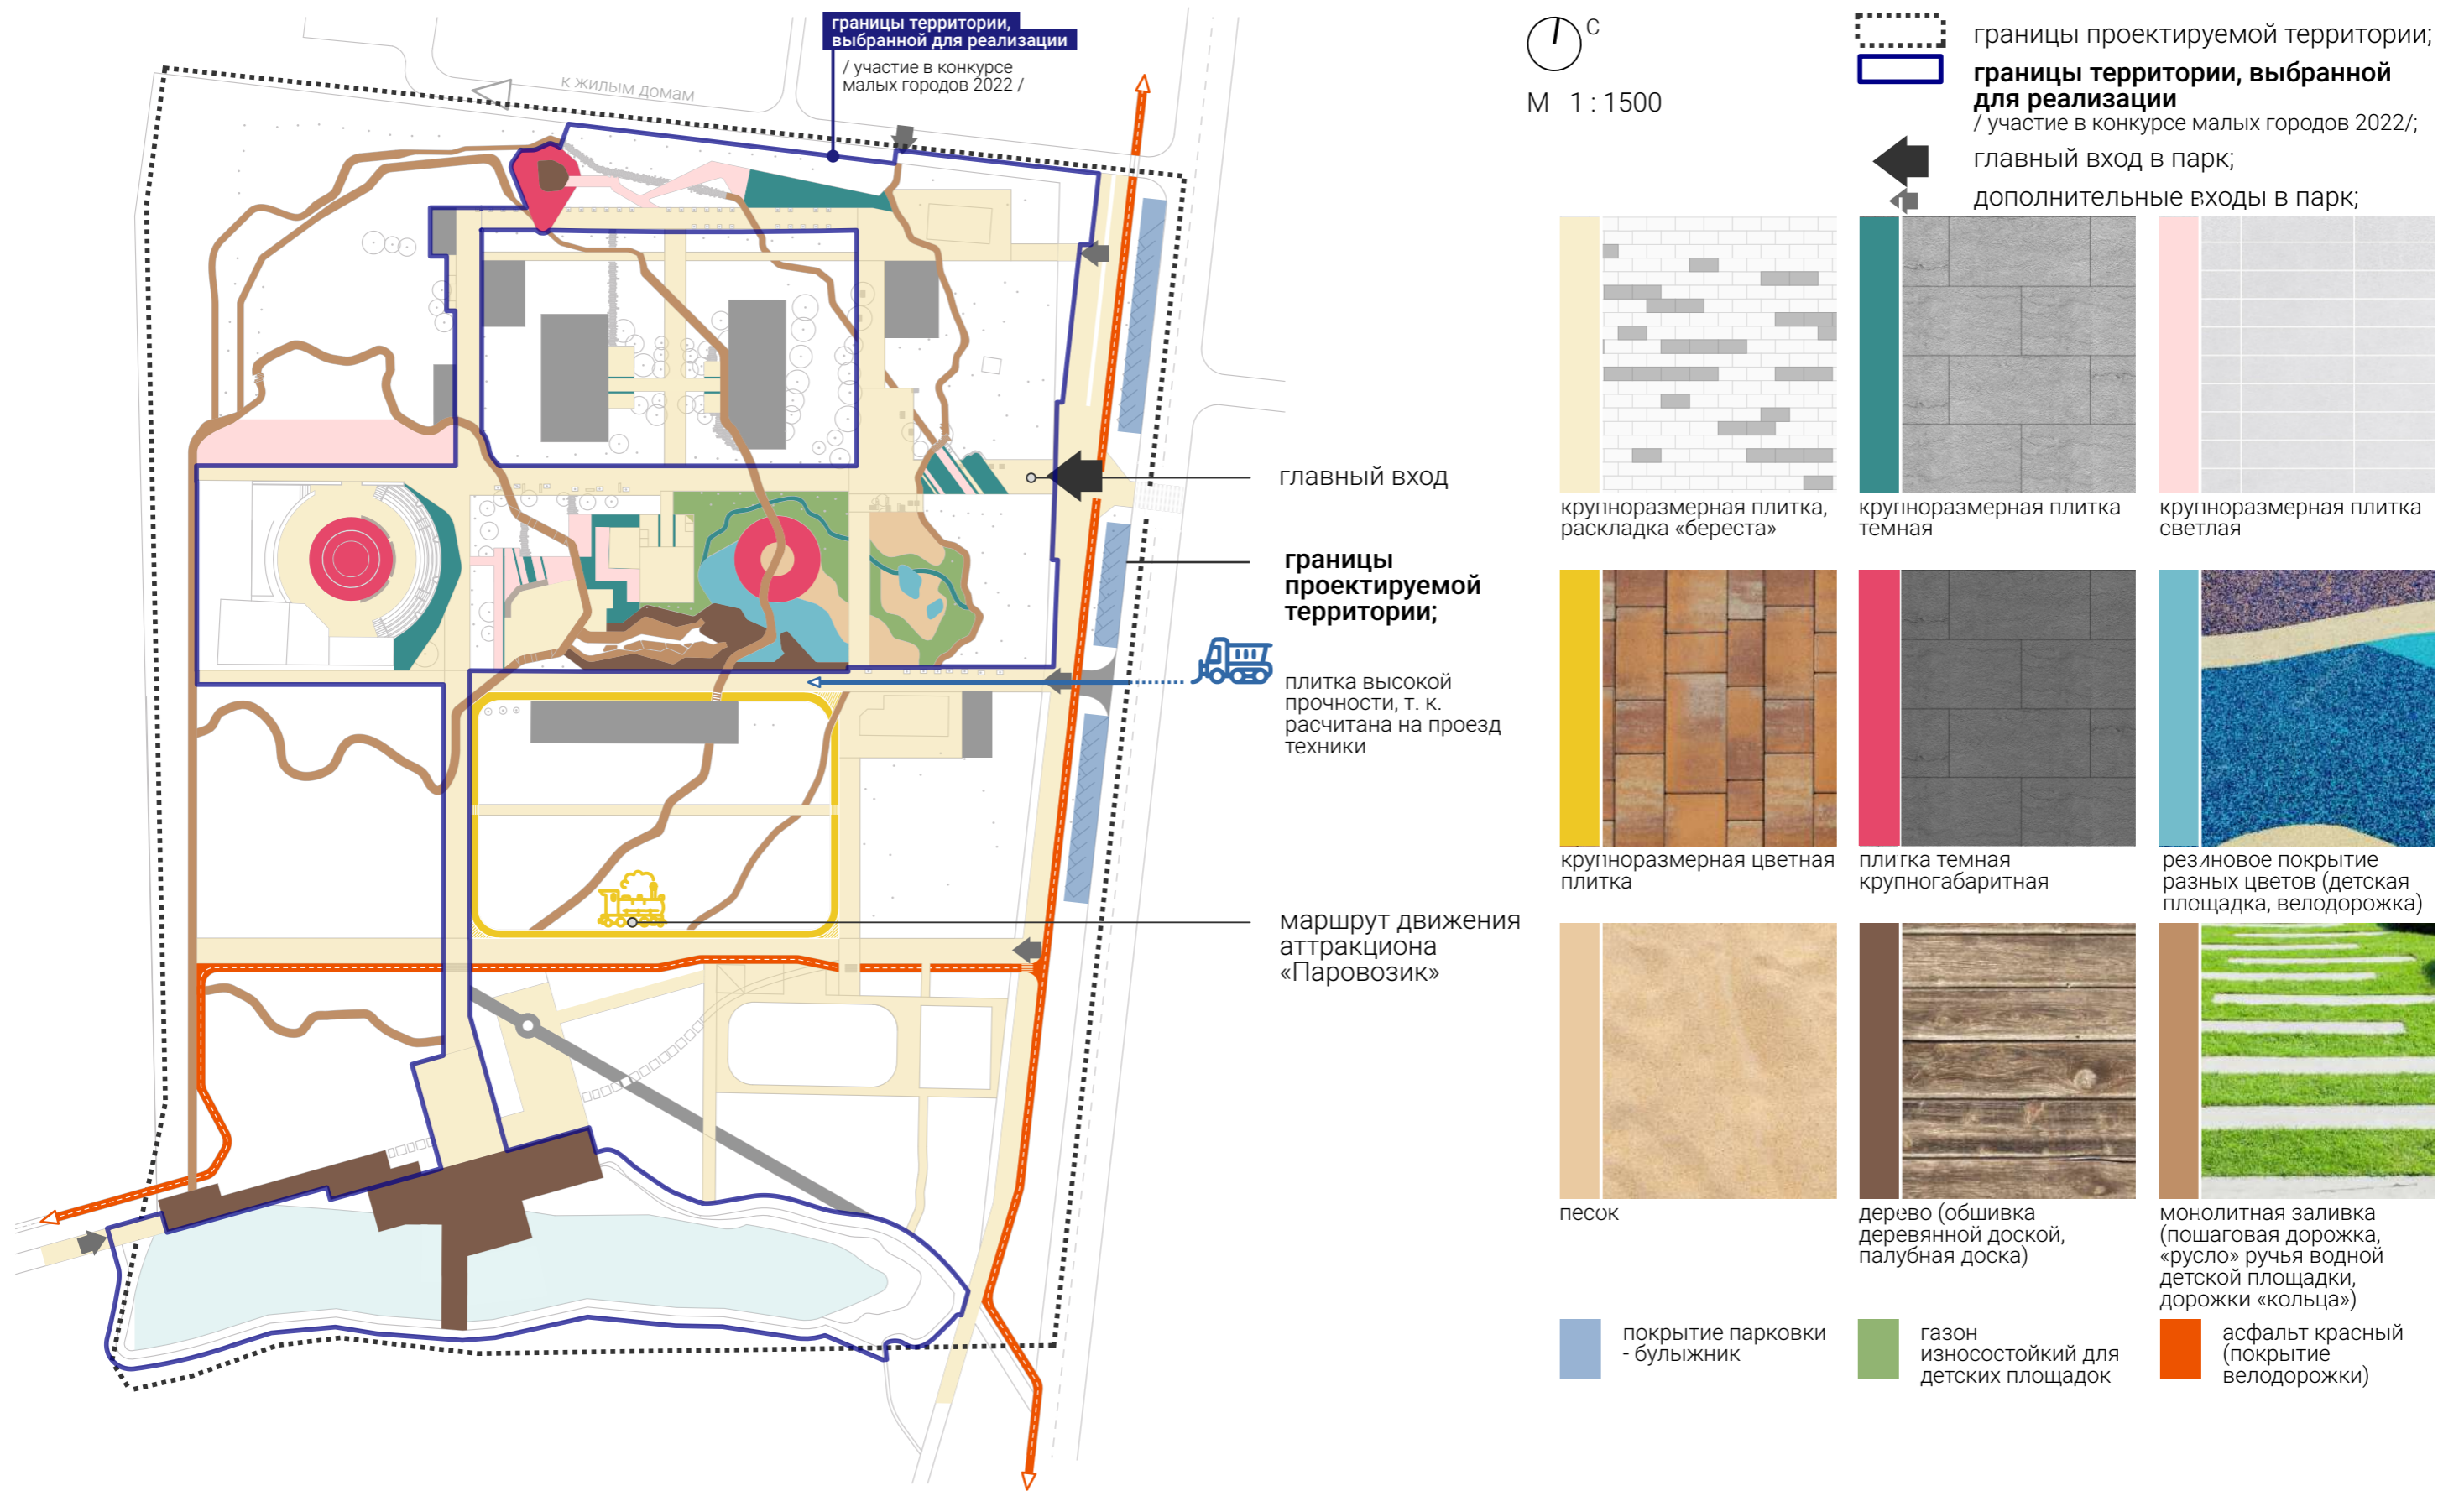 границы территории,
выбранной для реализации
/ участие в конкурсе
малых городов 2022 /
к жилым домам
главный вход
границы
проектируемой
территории;
плитка высокой
прочности, т. к.
расчитана на проезд
техники
маршрут движения
аттракциона
«Паровозик»
С
М 1 : 1500
границы проектируемой территории;
границы территории, выбранной
для реализации
/ участие в конкурсе малых городов 2022/;
главный вход в парк;
дополнительные входы в парк;
крупноразмерная плитка,
раскладка «береста»
крупноразмерная плитка
темная
крупноразмерная плитка
светлая
крупноразмерная цветная
плитка
плитка темная
крупногабаритная
резиновое покрытие
разных цветов (детская
площадка, велодорожка)
песок
дерево (обшивка
деревянной доской,
палубная доска)
монолитная заливка
(пошаговая дорожка,
«русло» ручья водной
детской площадки,
дорожки «кольца»)
покрытие парковки
- булыжник
газон
износостойкий для
детских площадок
асфальт красный
(покрытие
велодорожки)